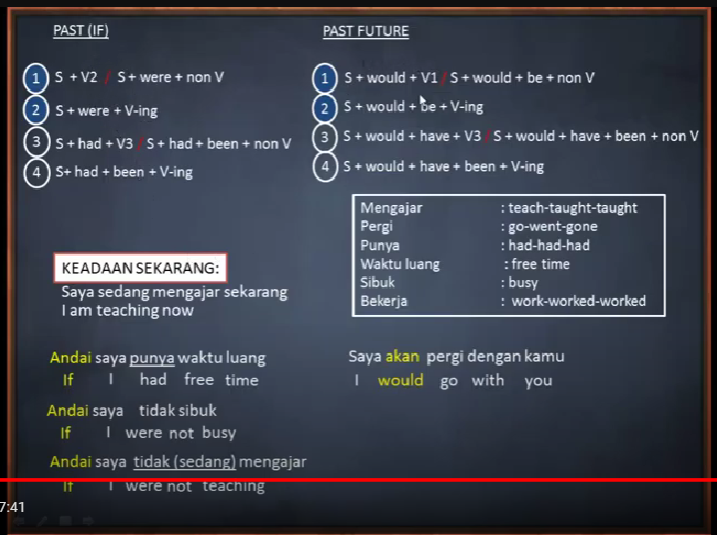 PAST (IF)
1 S + V2 / S + were + non V
2 S + were + V-ing
3 S + had + V3 / S + had + been + non V
4 S+ had + been + V-ing
PAST FUTURE
1 S + would + V1 / S + would + be + non V
2 S + would + be + V-ing
3 S + would + have + V3 / S + would + have + been + non V
4 S + would + have + been + V-ing
Mengajar : teach-taught-taught
Pergi : go-went-gone
Punya : had-had-had
Waktu luang : free time
Sibuk : busy
Bekerja : work-worked-worked
KEADAAN SEKARANG:
Saya sedang mengajar sekarang
I am teaching now
Andai saya punya waktu luang
If I had free time
Saya akan pergi dengan kamu
I would go with you
Andai saya tidak sibuk
If I were not busy
Andai saya tidak (sedang) mengajar
If I were not teaching
7:41